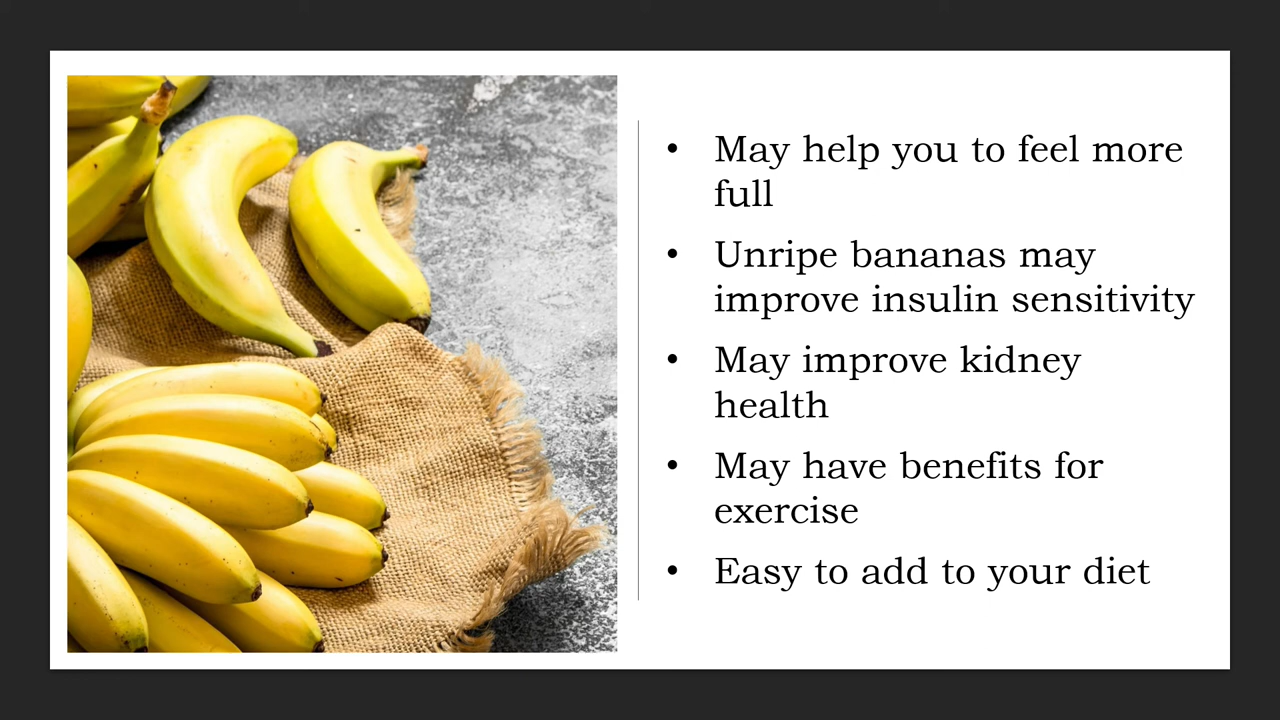 • May help you to feel more
full
• Unripe bananas may
improve insulin sensitivity
• May improve kidney
health
• May have benefits for
exercise
• Easy to add to your diet